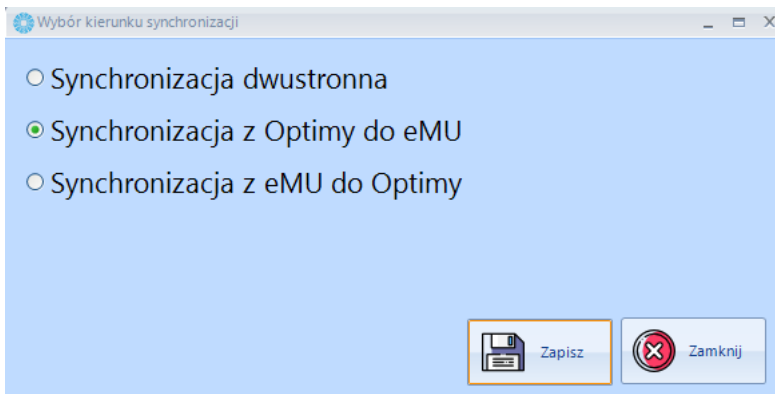 Wybór kierunku synchronizacji
Synchronizacja dwustronna
Synchronizacja z Optimy do eMU
Synchronizacja z eMU do Optimy
Zapisz
Zamknij